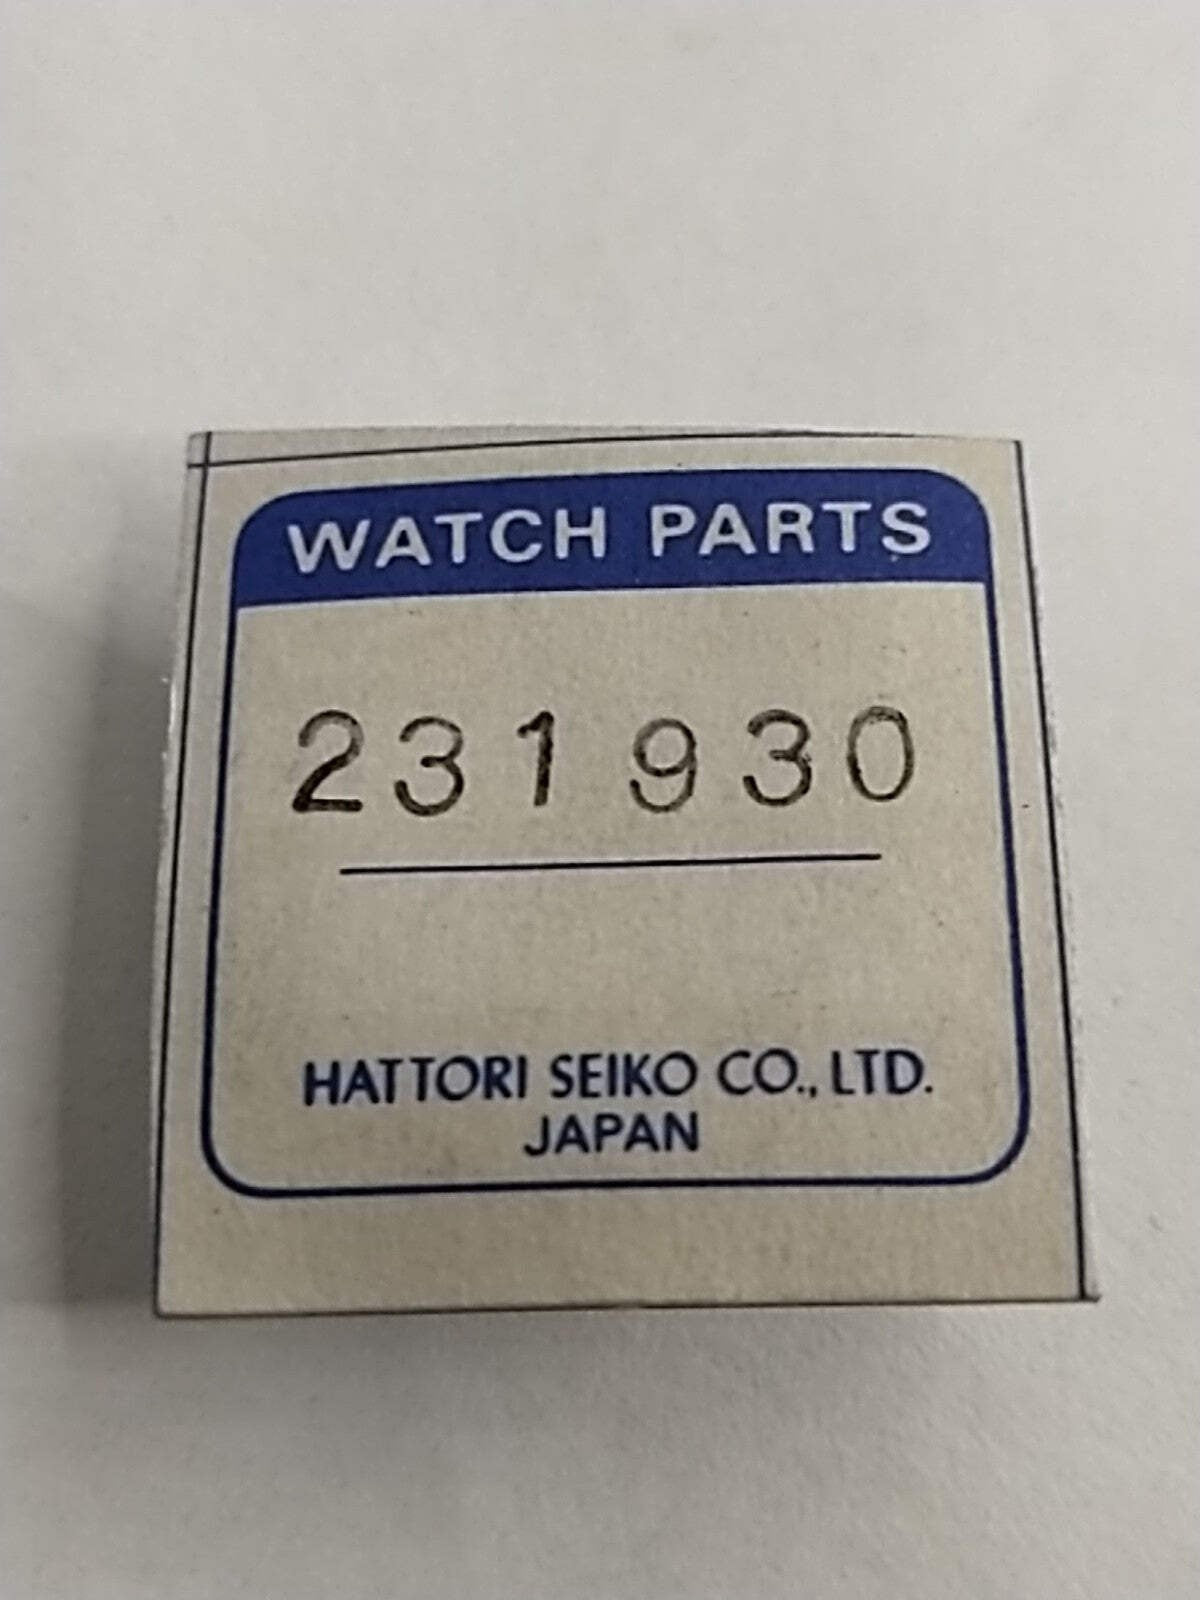 WATCH PARTS
231930
HATTORI SEIKO CO., LTD.
JAPAN